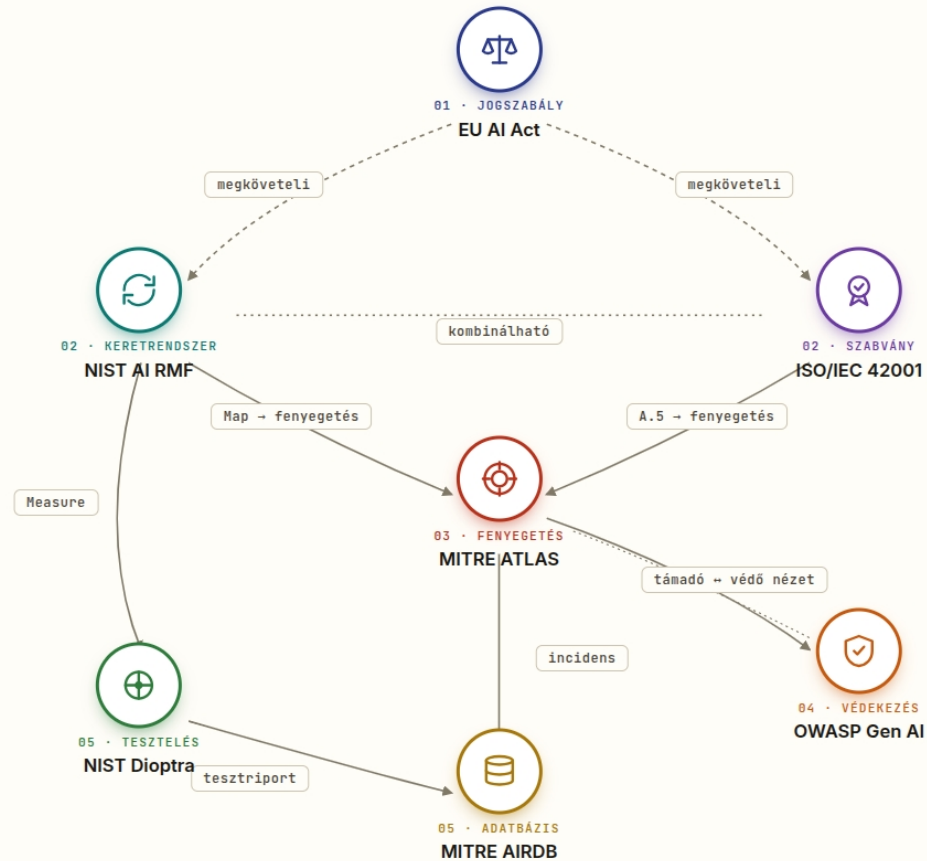 01 · JOGSZABÁLY
EU AI Act
megköveteli
megköveteli
02 · KERETRENDSZER
NIST AI RMF
kombinálható
02 · SZABVÁNY
ISO/IEC 42001
Map → fenyegetés
A.5 → fenyegetés
Measure
03 · FENYEGETÉS
MITRE ATLAS
támadó ↔ védő nézet
incidens
04 · VÉDEKEZÉS
OWASP Gen AI
05 · TESZTELÉS
NIST Dioptra
tesztriport
05 · ADATBÁZIS
MITRE AIRDB